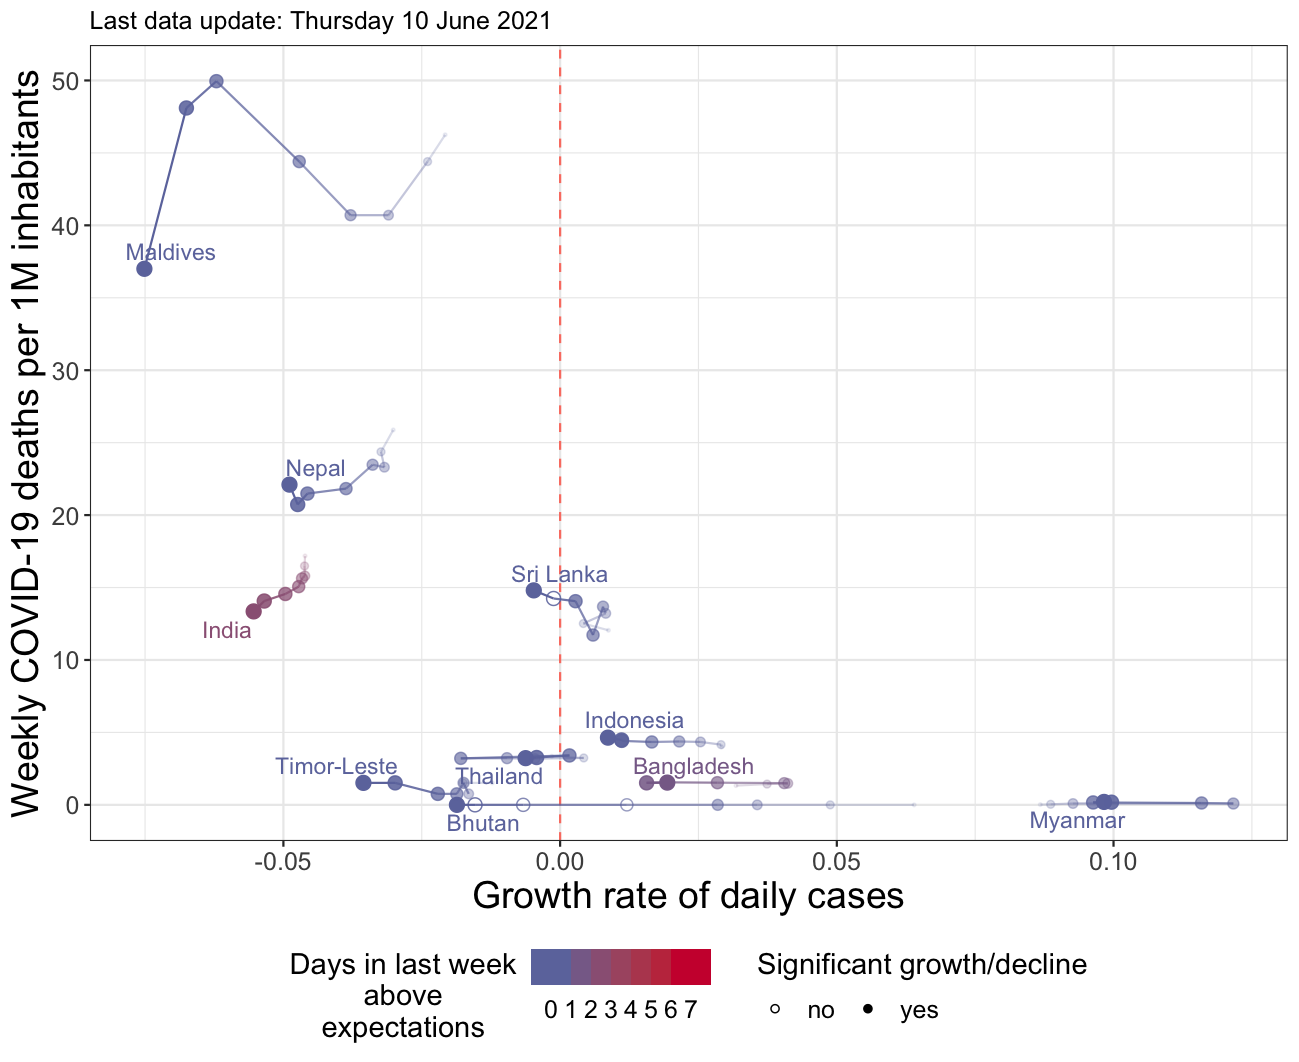 Last data update: Thursday 10 June 2021
Weekly COVID-19 deaths per 1M inhabitants
50
40
30
20
10
0
Maldives
Nepal
India
Sri Lanka
Indonesia
Timor-Leste
Thailand
Bangladesh
Bhutan
Myanmar
-0.05 0.00 0.05 0.10
Growth rate of daily cases
Days in last week
above
expectations
0 1 2 3 4 5 6 7
Significant growth/decline
no yes